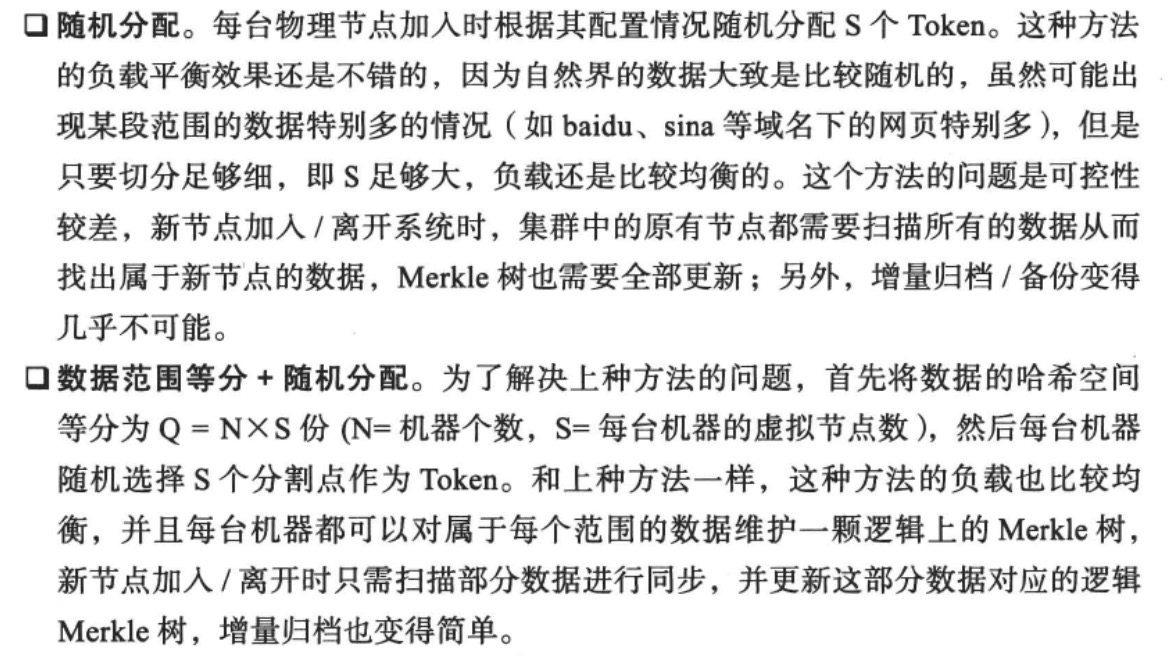 ❑ 随机分配。每台物理节点加入时根据其配置情况随机分配 S 个 Token。这种方法
的负载平衡效果还是不错的，因为自然界的数据大致是比较随机的，虽然可能出
现某段范围的数据特别多的情况（如 baidu、sina 等域名下的网页特别多），但是
只要切分足够细，即 S 足够大，负载还是比较均衡的。这个方法的问题是可控性
较差，新节点加入 / 离开系统时，集群中的原有节点都需要扫描所有的数据从而
找出属于新节点的数据，Merkle 树也需要全部更新；另外，增量归档 / 备份变得
几乎不可能。
❑ 数据范围等分 + 随机分配。为了解决上种方法的问题，首先将数据的哈希空间
等分为 Q = N×S 份 (N= 机器个数，S= 每台机器的虚拟节点数 )，然后每台机器
随机选择 S 个分割点作为 Token。和上种方法一样，这种方法的负载也比较均
衡，并且每台机器都可以对属于每个范围的数据维护一颗逻辑上的 Merkle 树，
新节点加入 / 离开时只需扫描部分数据进行同步，并更新这部分数据对应的逻辑
Merkle 树，增量归档也变得简单。